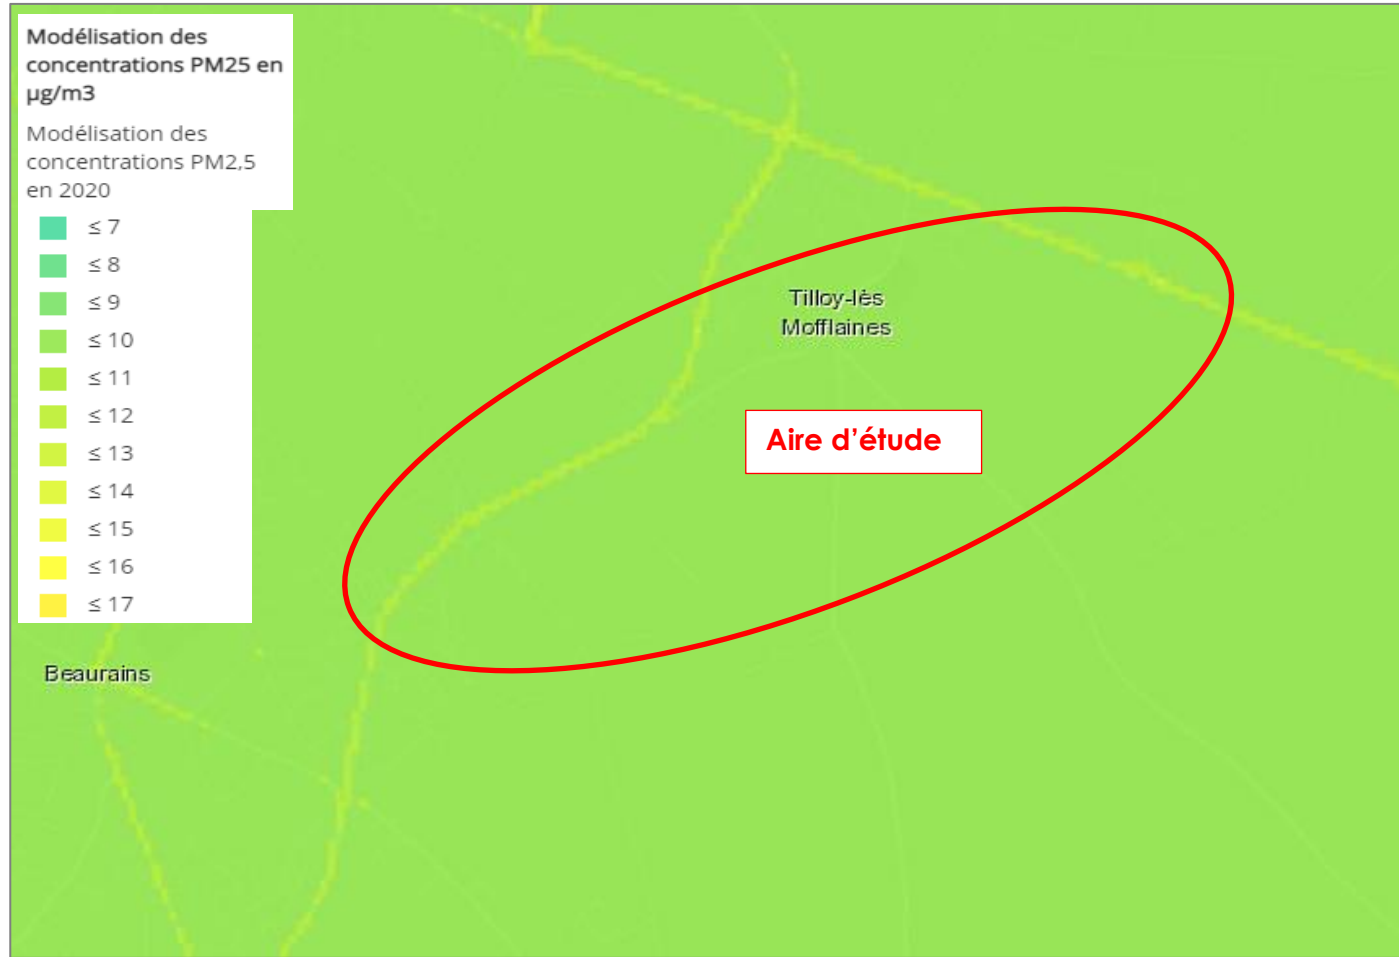 Modélisation des
concentrations PM25 en
µg/m3
Modélisation des
concentrations PM2,5
en 2020
≤ 7
≤ 8
≤ 9
≤ 10
≤ 11
≤ 12
≤ 13
≤ 14
≤ 15
≤ 16
≤ 17
Tilloy-lès
Mofflaines
Aire d’étude
Beaurains